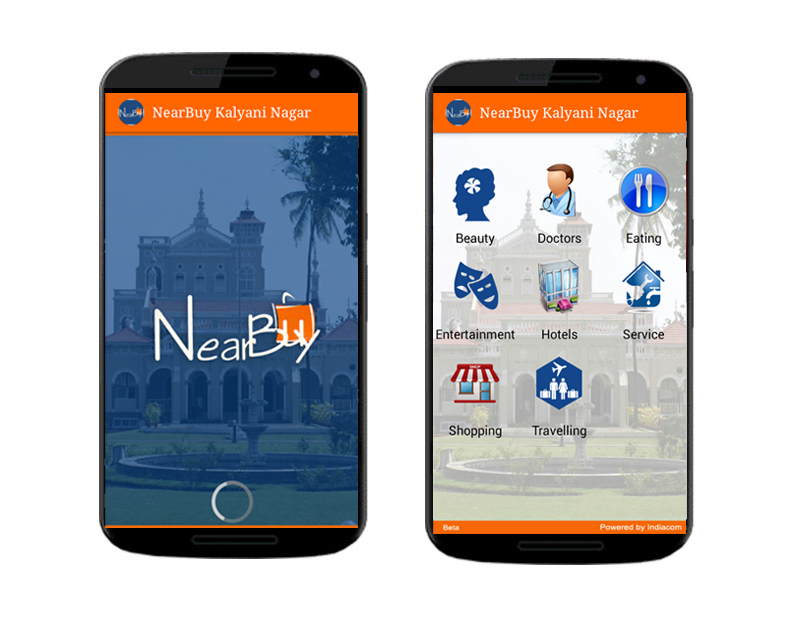 NearBuy Kalyani Nagar
NearBuy
NearBuy Kalyani Nagar
Beauty
Doctors
Eating
Entertainment
Hotels
Service
SHOP
Shopping
Travelling
Beta
Powered by Indiacom